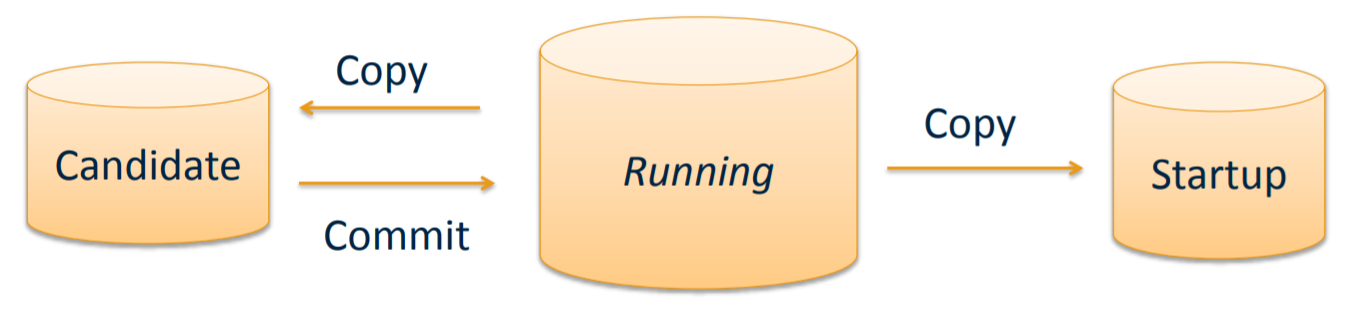 Copy
Candidate
Commit
Running
Copy
Startup